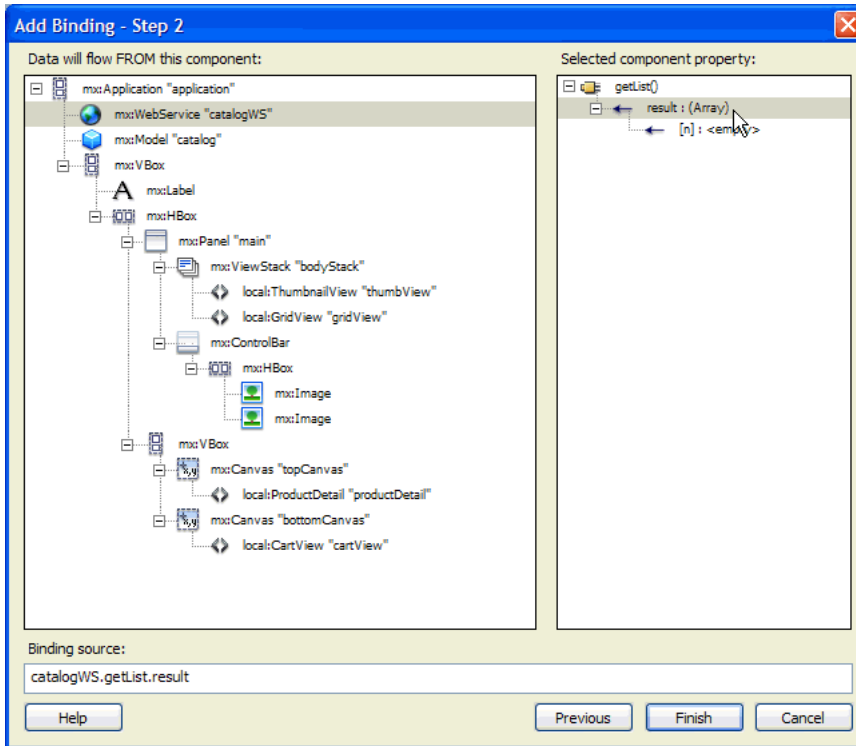 Add Binding - Step 2
Data will flow FROM this component:
mx:Application "application"
mx:WebService "catalogWS"
mx:Model "catalog"
mx:VBox
A mx:Label
mx:HBox
mx:Panel "main"
mx:ViewStack "bodyStack"
local:ThumbnailView "thumbView"
local:GridView "gridView"
mx:ControlBar
mx:HBox
mx:Image
mx:Image
mx:VBox
x,y mx:Canvas "topCanvas"
local:ProductDetail "productDetail"
x,y mx:Canvas "bottomCanvas"
local:CartView "cartView"
Selected component property:
getList()
result : (Array)
[n] : <empty>
Binding source:
catalogWS.getList.result
Help
Previous
Finish
Cancel